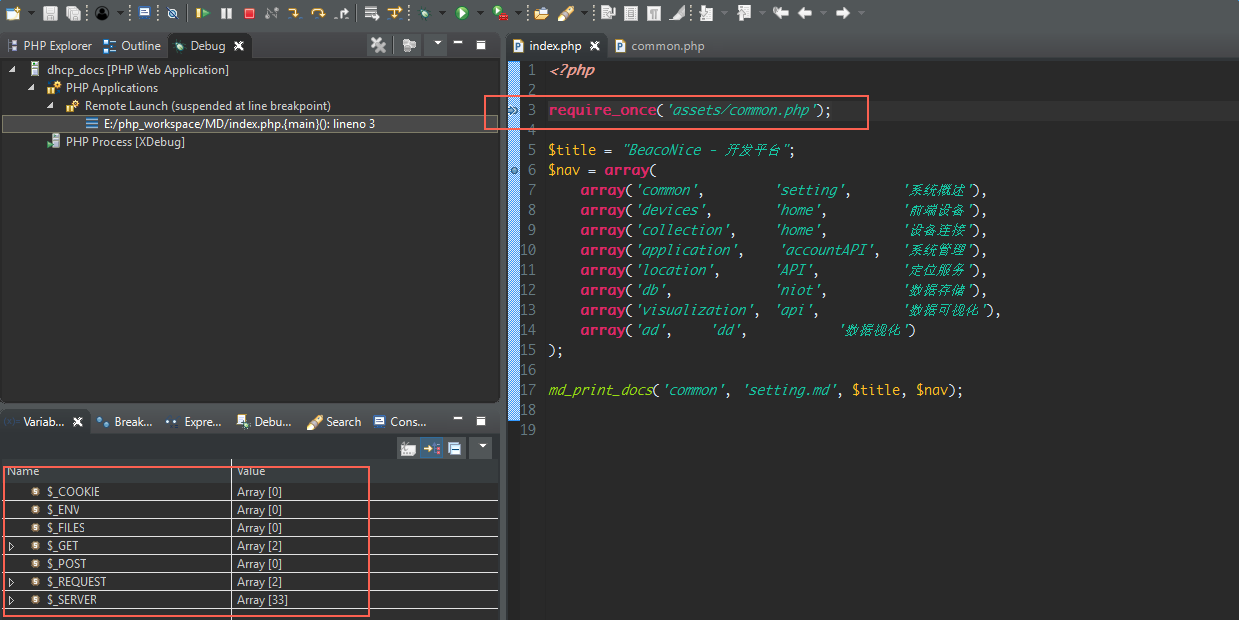 PHP Explorer Outline Debug
dhcp_docs [PHP Web Application]
PHP Applications
Remote Launch (suspended at line breakpoint)
E:/php_workspace/MD/index.php.{main}(): lineno 3
PHP Process [XDebug]
Variab... Break... Expre... Debu... Search Cons...
Name Value
$_COOKIE Array [0]
$_ENV Array [0]
$_FILES Array [0]
$_GET Array [2]
$_POST Array [0]
$_REQUEST Array [2]
$_SERVER Array [33]
index.php common.php
1 <?php
2
3 require_once('assets/common.php');
4
5 $title = "BeacoNice - 开发平台";
6 $nav = array(
7 array('common', 'setting', '系统概述'),
8 array('devices', 'home', '前端设备'),
9 array('collection', 'home', '设备连接'),
10 array('application', 'accountAPI', '系统管理'),
11 array('location', 'API', '定位服务'),
12 array('db', 'niot', '数据存储'),
13 array('visualization', 'api', '数据可视化'),
14 array('ad', 'dd', '数据视化')
15 );
16
17 md_print_docs('common', 'setting.md', $title, $nav);
18
19